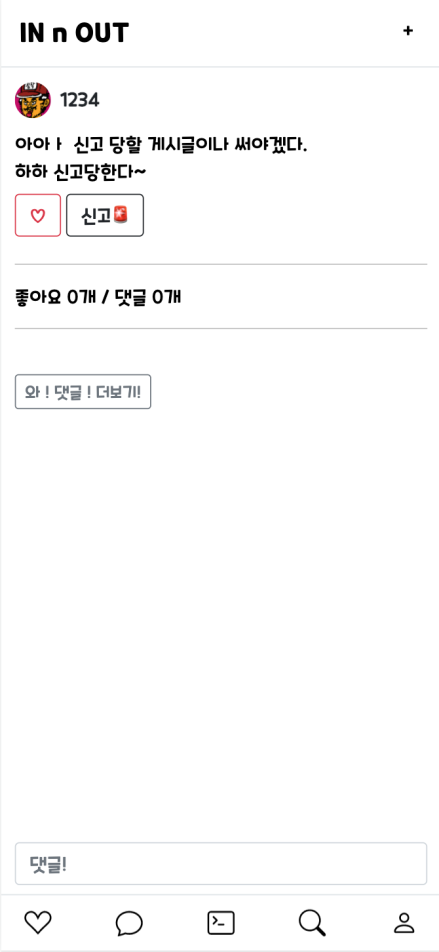 IN n OUT +
1234
아아ㅏ 신고 당할 게시글이나 써야겠다.
하하 신고당한다~
♡ 신고🚨
좋아요 0개 / 댓글 0개
와 ! 댓글 ! 더보기!
댓글!